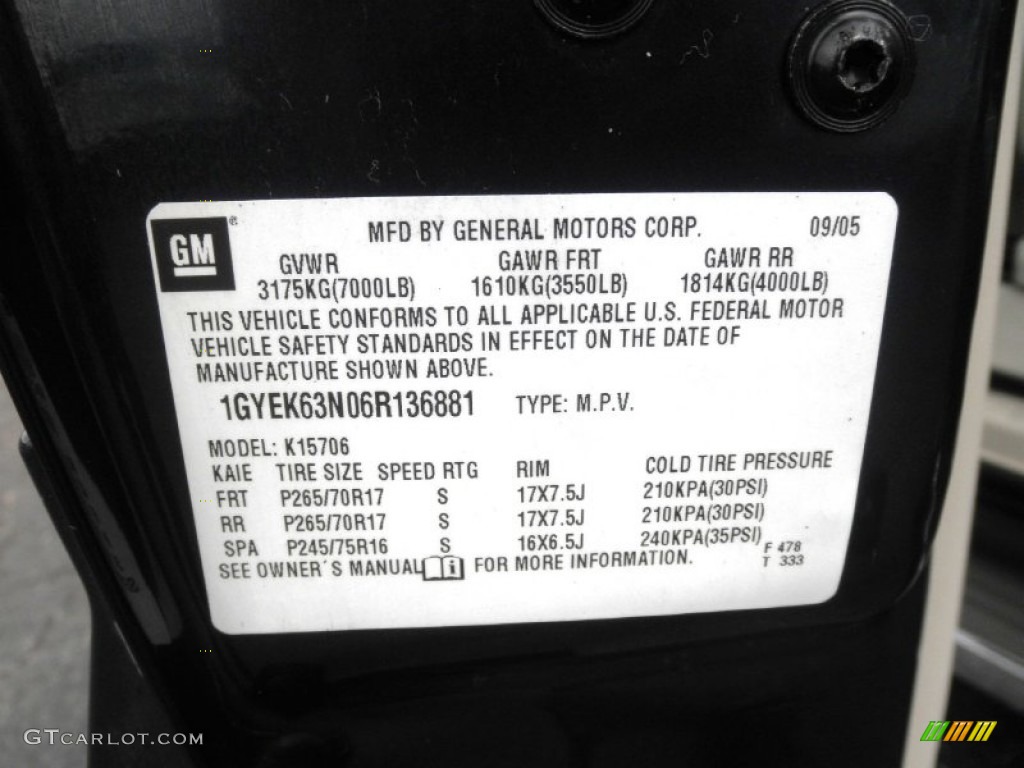 GM ®
MFD BY GENERAL MOTORS CORP. 09/05
GVWR GAWR FRT GAWR RR
3175KG(7000LB) 1610KG(3550LB) 1814KG(4000LB)
THIS VEHICLE CONFORMS TO ALL APPLICABLE U.S. FEDERAL MOTOR
VEHICLE SAFETY STANDARDS IN EFFECT ON THE DATE OF
MANUFACTURE SHOWN ABOVE.
1GYEK63N06R136881 TYPE: M.P.V.
MODEL: K15706
KAIE TIRE SIZE SPEED RTG RIM COLD TIRE PRESSURE
FRT P265/70R17 S 17X7.5J 210KPA(30PSI)
RR P265/70R17 S 17X7.5J 210KPA(30PSI)
SPA P245/75R16 S 16X6.5J 240KPA(35PSI)
SEE OWNER'S MANUAL i FOR MORE INFORMATION.
F 478
T 333
GTCARLOT.COM